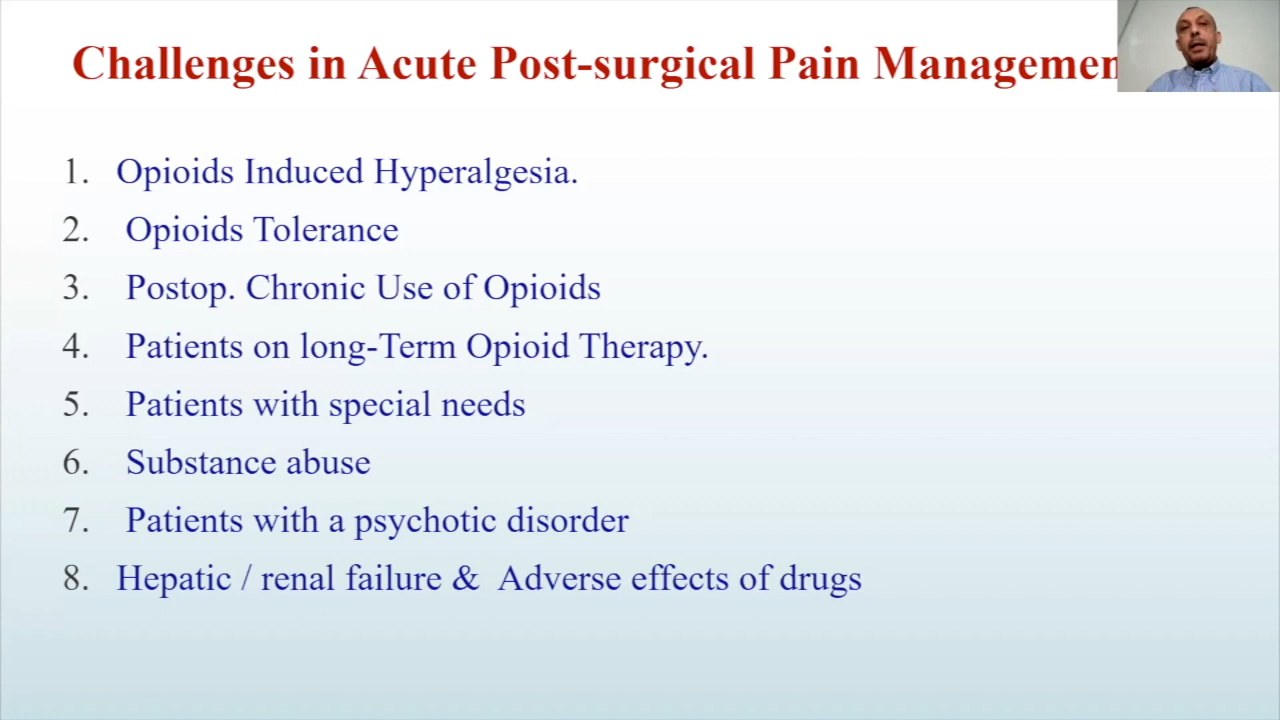 Challenges in Acute Post-surgical Pain Managemen
1. Opioids Induced Hyperalgesia.
2. Opioids Tolerance
3. Postop. Chronic Use of Opioids
4. Patients on long-Term Opioid Therapy.
5. Patients with special needs
6. Substance abuse
7. Patients with a psychotic disorder
8. Hepatic / renal failure & Adverse effects of drugs